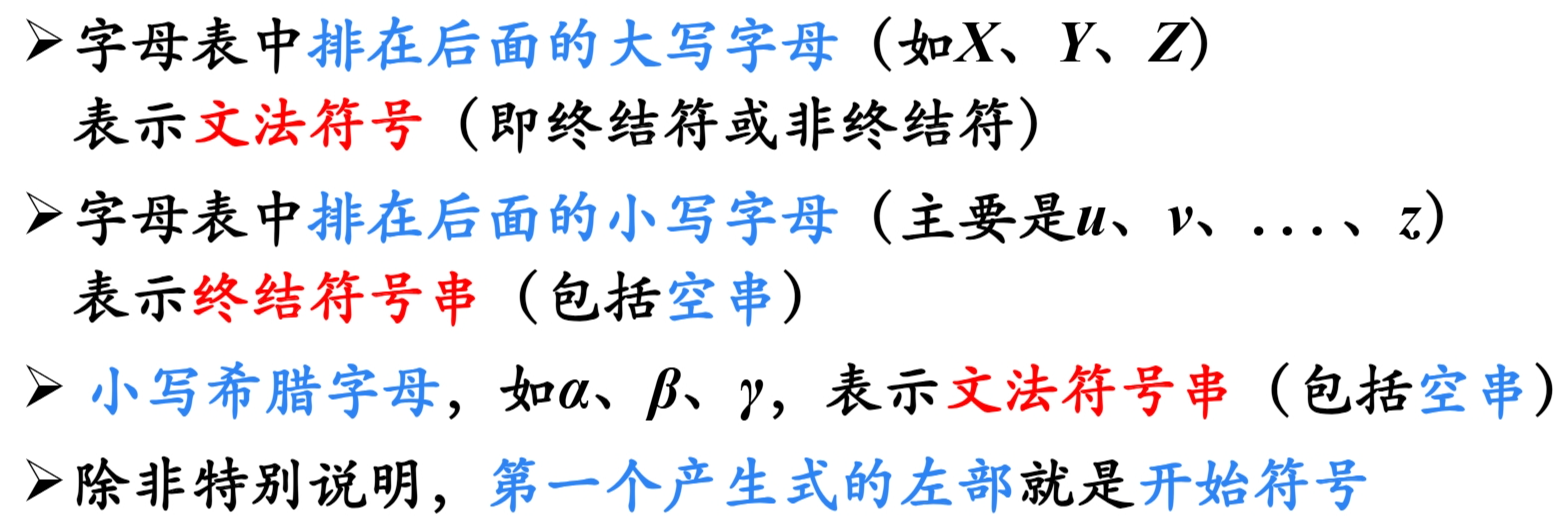 ➢字母表中排在后面的大写字母（如X、Y、Z）
表示文法符号（即终结符或非终结符）
➢字母表中排在后面的小写字母（主要是u、v、...、z）
表示终结符号串（包括空串）
➢ 小写希腊字母，如α、β、γ，表示文法符号串（包括空串）
➢除非特别说明，第一个产生式的左部就是开始符号